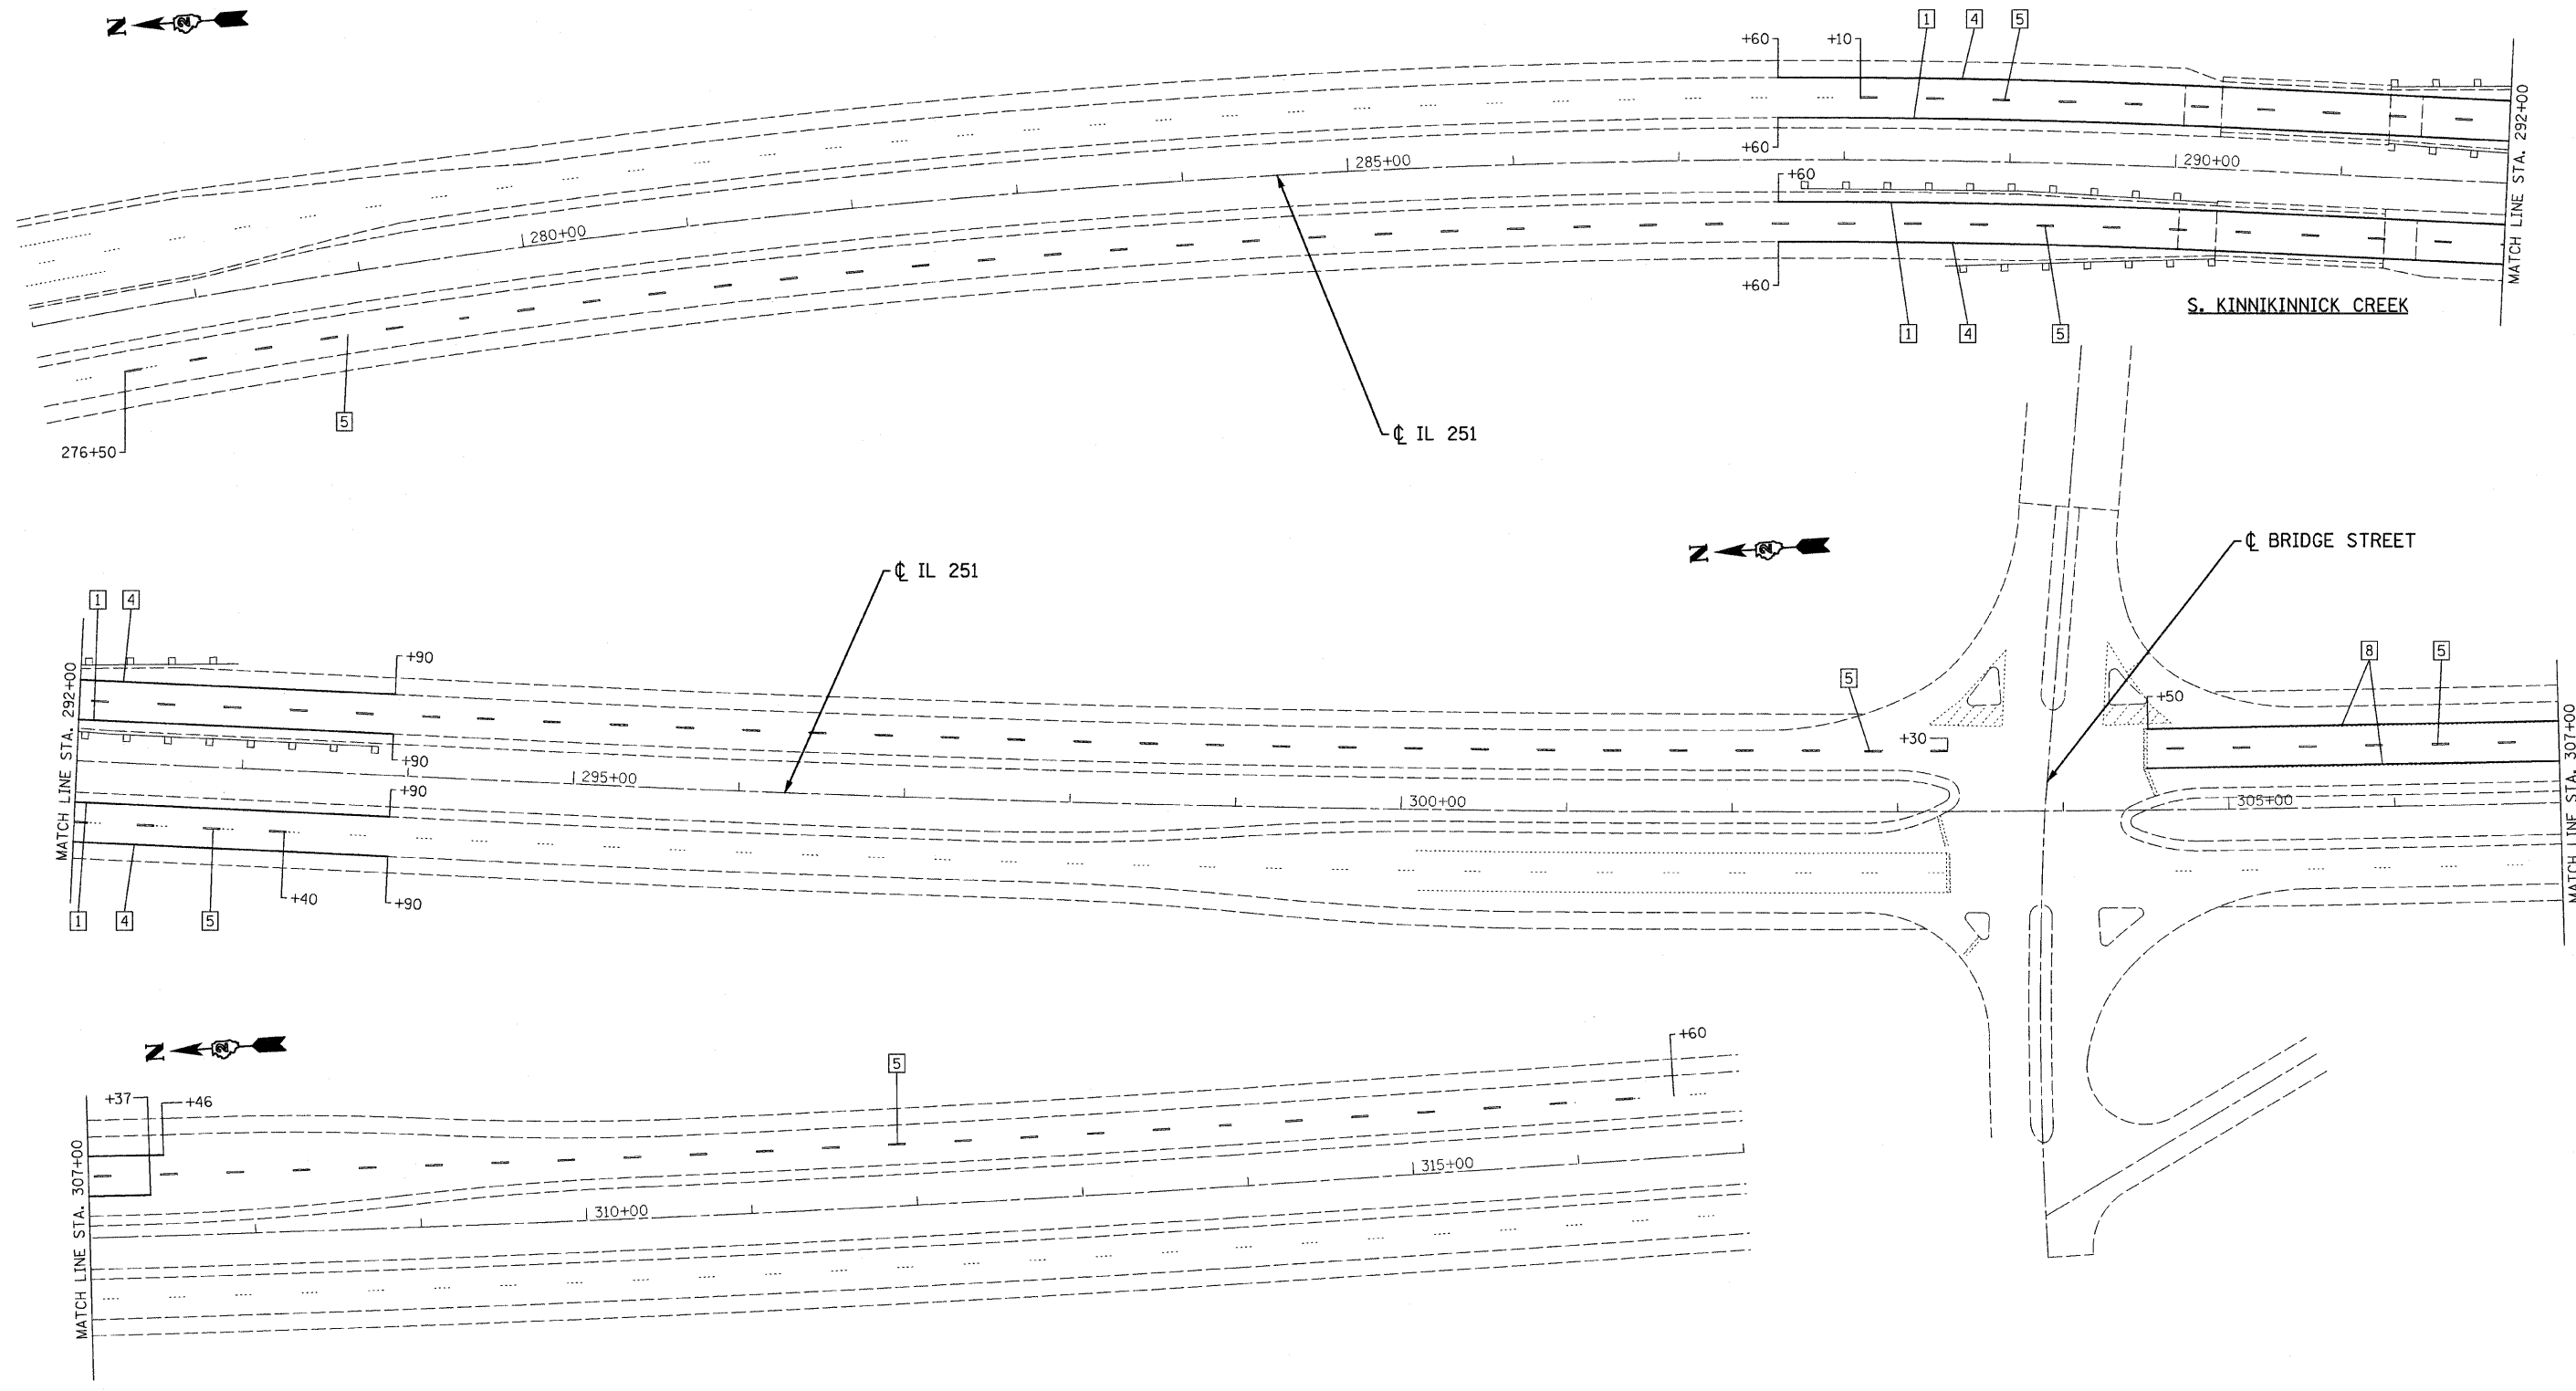 N 2
1 4 5
+60 +10
+60
285+00
290+00
+60
280+00
+60
MATCH LINE STA. 292+00
S. KINNIKINNICK CREEK
1 4 5
5
276+50
℄ IL 251
N 2
℄ BRIDGE STREET
℄ IL 251
1 4
+90
5
8 5
+50
+30
MATCH LINE STA. 292+00
+90
295+00
+90
300+00
305+00
MATCH LINE STA. 307+00
+40
+90
1 4 5
N 2
+37
+46
5
+60
MATCH LINE STA. 307+00
315+00
310+00